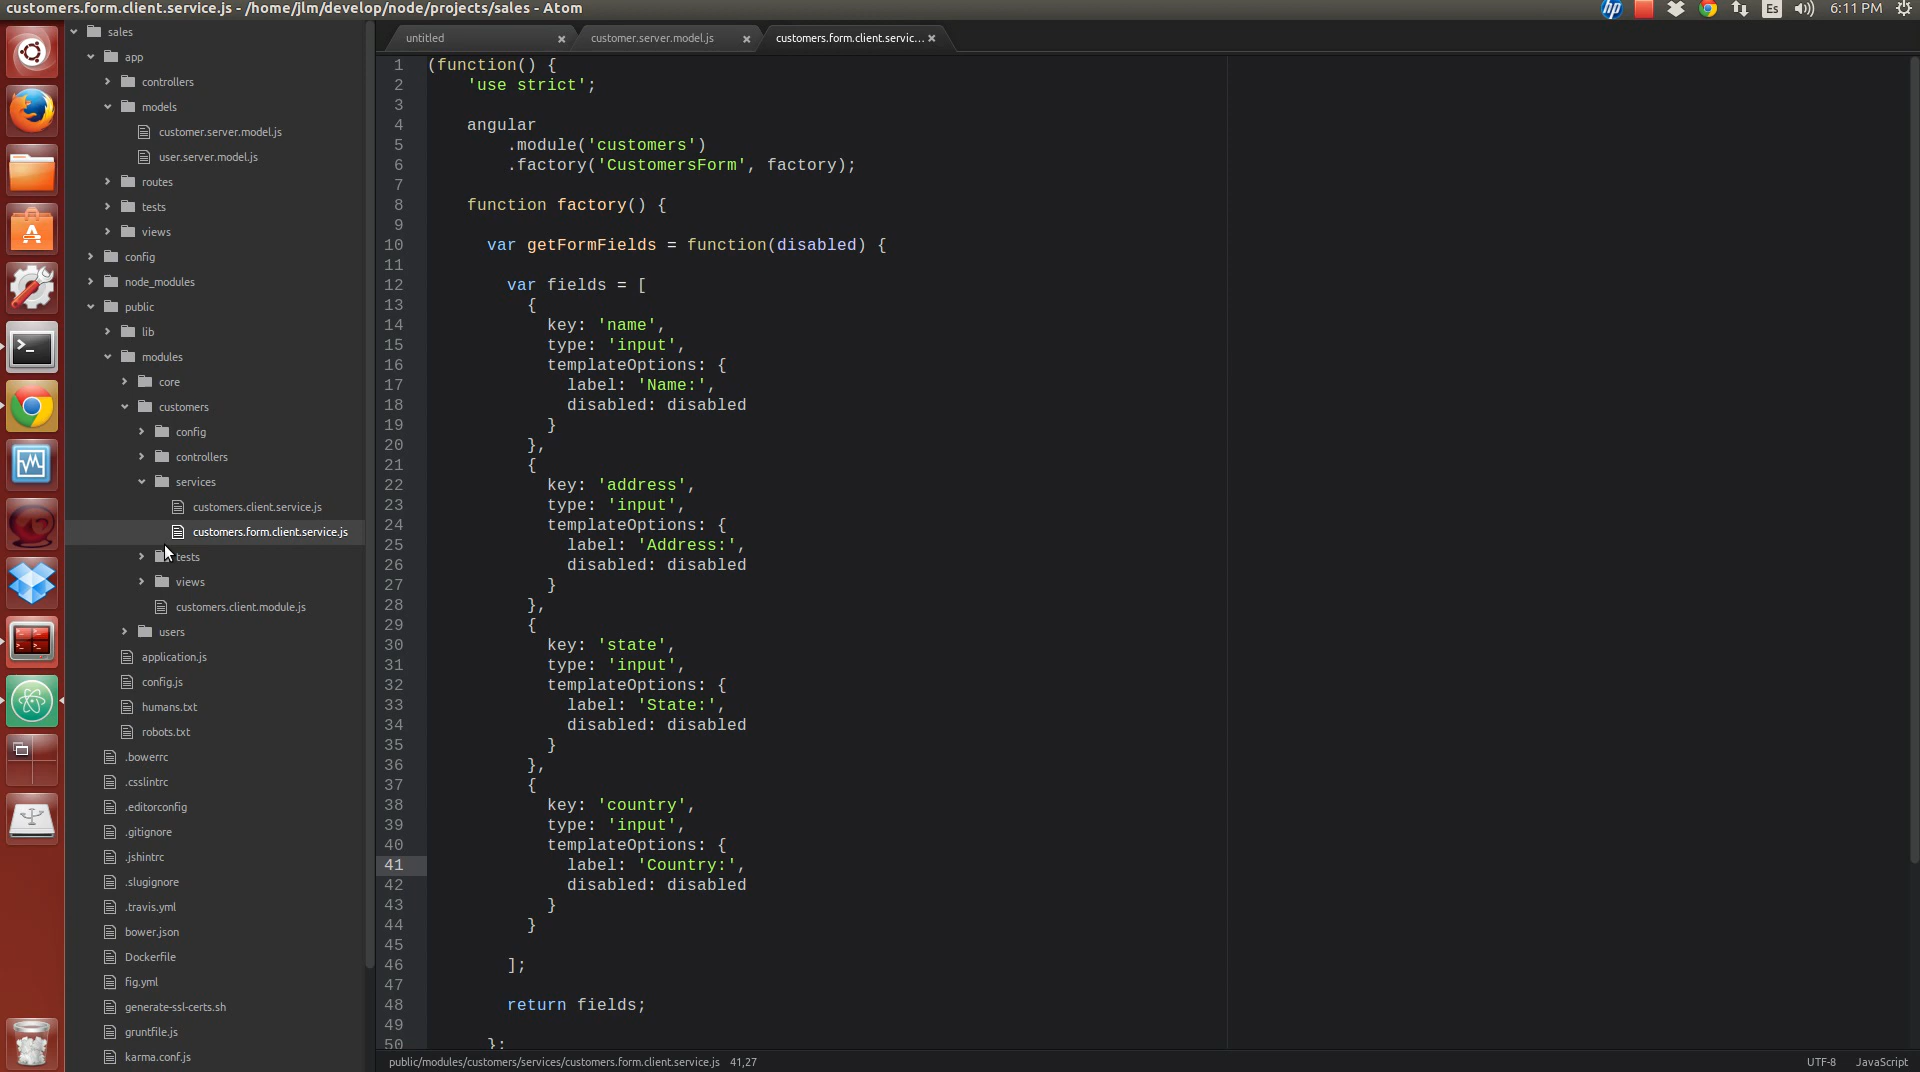 customers.form.client.service.js - /home/jlm/develop/node/projects/sales - Atom
hp
Es
6:11 PM
sales
app
controllers
models
customer.server.model.js
user.server.model.js
routes
tests
views
config
node_modules
public
lib
modules
core
customers
config
controllers
services
customers.client.service.js
customers.form.client.service.js
tests
views
customers.client.module.js
users
application.js
config.js
humans.txt
robots.txt
.bowerrc
.csslintrc
.editorconfig
.gitignore
.jshintrc
.slugignore
.travis.yml
bower.json
Dockerfile
fig.yml
generate-ssl-certs.sh
gruntfile.js
karma.conf.js
untitled
customer.server.model.js
customers.form.client.servic...
1 (function() {
2 'use strict';
3
4 angular
5 .module('customers')
6 .factory('CustomersForm', factory);
7
8 function factory() {
9
10 var getFormFields = function(disabled) {
11
12 var fields = [
13 {
14 key: 'name',
15 type: 'input',
16 templateOptions: {
17 label: 'Name:',
18 disabled: disabled
19 }
20 },
21 {
22 key: 'address',
23 type: 'input',
24 templateOptions: {
25 label: 'Address:',
26 disabled: disabled
27 }
28 },
29 {
30 key: 'state',
31 type: 'input',
32 templateOptions: {
33 label: 'State:',
34 disabled: disabled
35 }
36 },
37 {
38 key: 'country',
39 type: 'input',
40 templateOptions: {
41 label: 'Country:',
42 disabled: disabled
43 }
44 }
45
46 ];
47
48 return fields;
49
50 };
public/modules/customers/services/customers.form.client.service.js 41,27
UTF-8 JavaScript